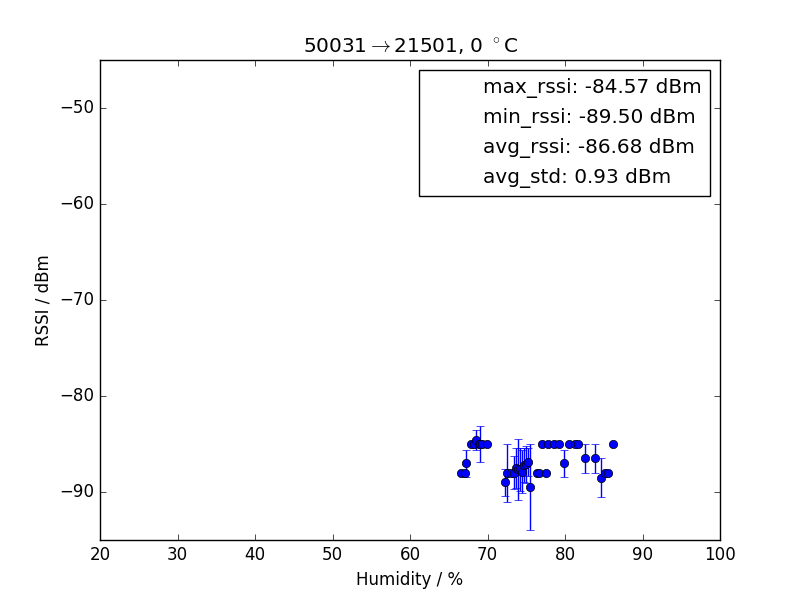 50031→21501, 0 °C
max_rssi: -84.57 dBm
min_rssi: -89.50 dBm
avg_rssi: -86.68 dBm
avg_std: 0.93 dBm
−50
−60
−70
−80
−90
RSSI / dBm
20 30 40 50 60 70 80 90 100
Humidity / %